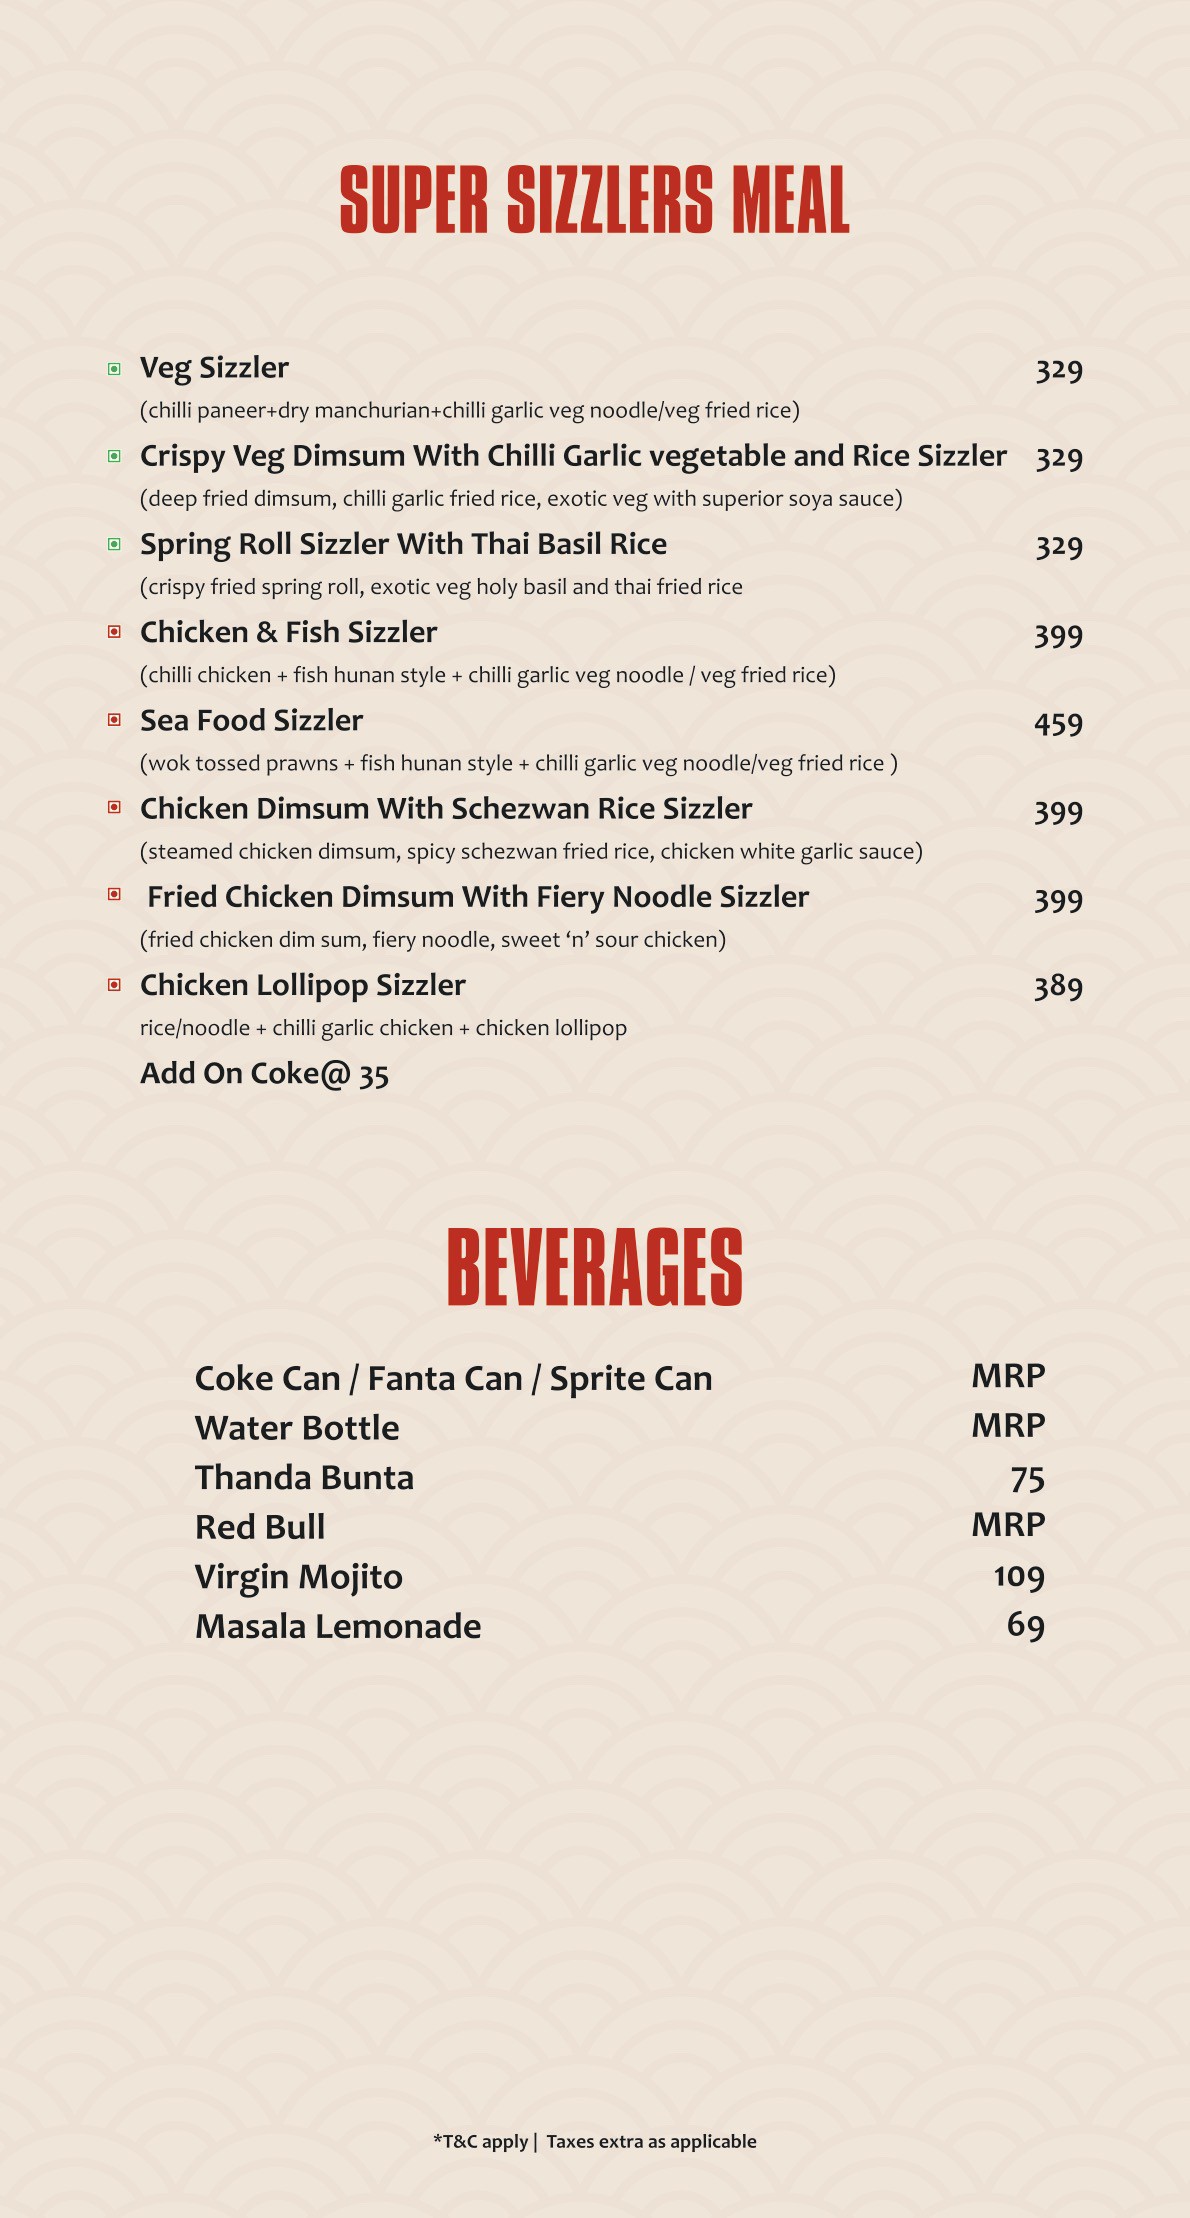 SUPER SIZZLERS MEAL
Veg Sizzler 329
(chilli paneer+dry manchurian+chilli garlic veg noodle/veg fried rice)
Crispy Veg Dimsum With Chilli Garlic vegetable and Rice Sizzler 329
(deep fried dimsum, chilli garlic fried rice, exotic veg with superior soya sauce)
Spring Roll Sizzler With Thai Basil Rice 329
(crispy fried spring roll, exotic veg holy basil and thai fried rice
Chicken & Fish Sizzler 399
(chilli chicken + fish hunan style + chilli garlic veg noodle / veg fried rice)
Sea Food Sizzler 459
(wok tossed prawns + fish hunan style + chilli garlic veg noodle/veg fried rice )
Chicken Dimsum With Schezwan Rice Sizzler 399
(steamed chicken dimsum, spicy schezwan fried rice, chicken white garlic sauce)
Fried Chicken Dimsum With Fiery Noodle Sizzler 399
(fried chicken dim sum, fiery noodle, sweet ‘n’ sour chicken)
Chicken Lollipop Sizzler 389
rice/noodle + chilli garlic chicken + chicken lollipop
Add On Coke@ 35
BEVERAGES
Coke Can / Fanta Can / Sprite Can MRP
Water Bottle MRP
Thanda Bunta 75
Red Bull MRP
Virgin Mojito 109
Masala Lemonade 69
*T&C apply | Taxes extra as applicable